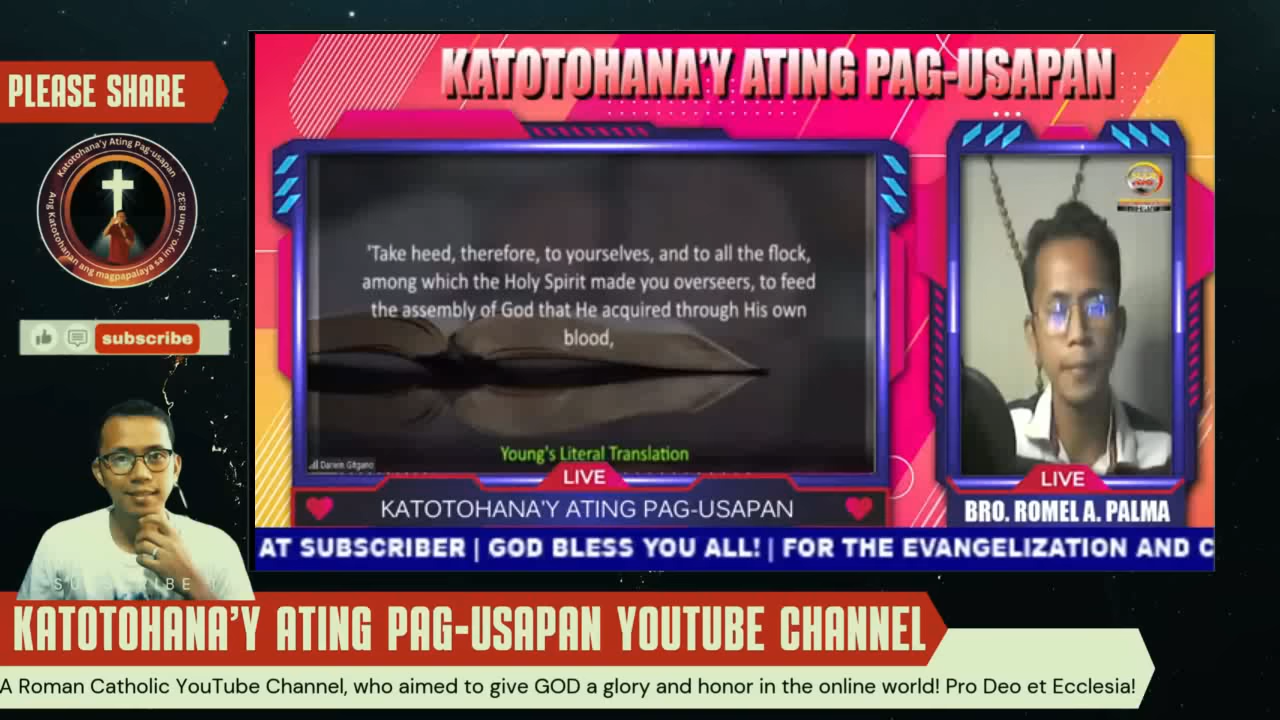 PLEASE SHARE
Katotohana'y Ating Pag-usapan
Ang Katotohanan ang magpapalaya sa inyo. Juan 8:32
subscribe
KATOTOHANA'Y ATING PAG-USAPAN
"Take heed, therefore, to yourselves, and to all the flock,
among which the Holy Spirit made you overseers, to feed
the assembly of God that He acquired through His own
blood,
Young's Literal Translation
Darwin Gitgano
LIVE
KATOTOHANA'Y ATING PAG-USAPAN
LIVE
BRO. ROMEL A. PALMA
AT SUBSCRIBER | GOD BLESS YOU ALL! | FOR THE EVANGELIZATION AND C
KATOTOHANA'Y ATING PAG-USAPAN YOUTUBE CHANNEL
A Roman Catholic YouTube Channel, who aimed to give GOD a glory and honor in the online world! Pro Deo et Ecclesia!